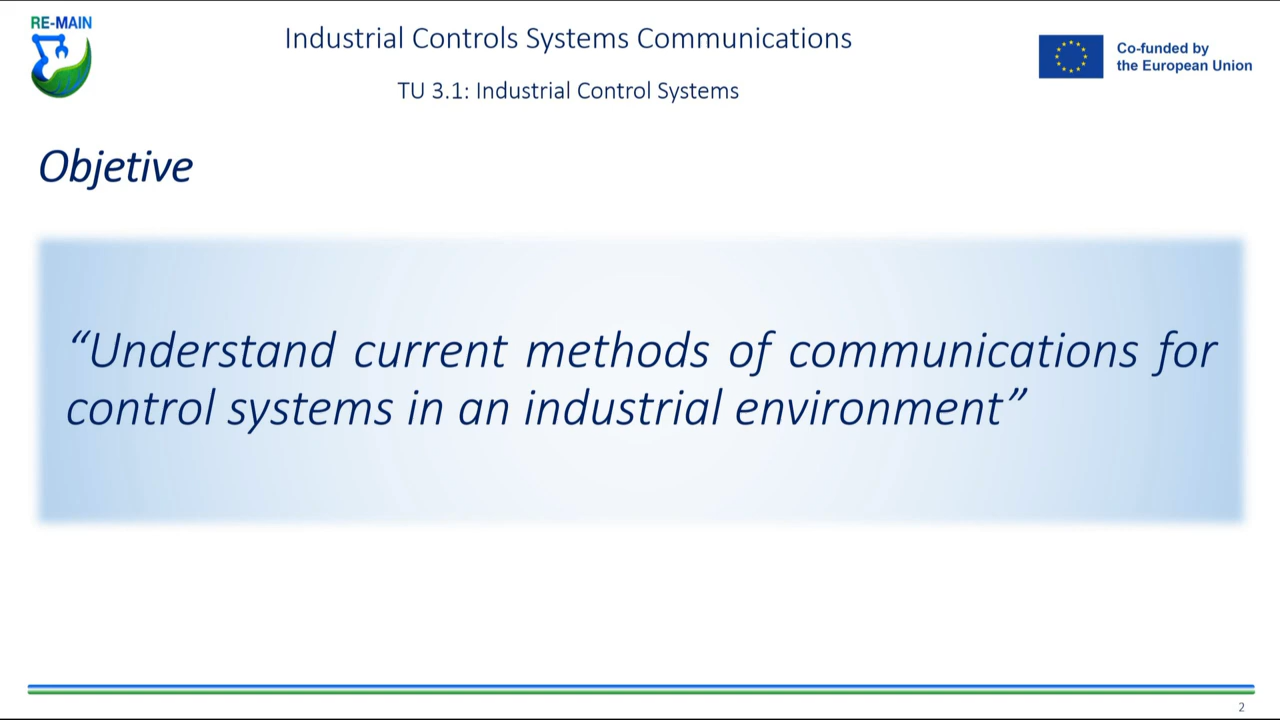 RE-MAIN
Industrial Controls Systems Communications
TU 3.1: Industrial Control Systems
Co-funded by
the European Union
Objetive
“Understand current methods of communications for
control systems in an industrial environment”
2